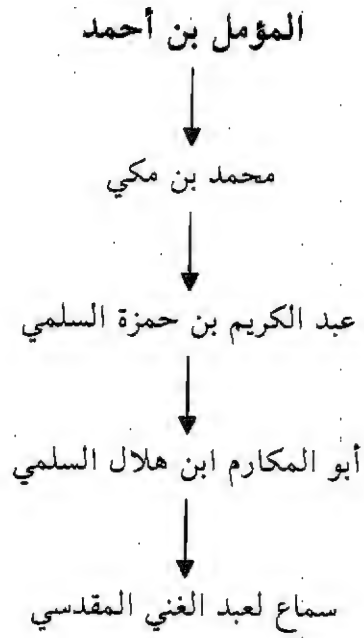 المؤمل بن أحمد
محمد بن مكي
عبد الكريم بن حمزة السلمي
أبو المكارم ابن هلال السلمي
سماع لعبد الغني المقدسي